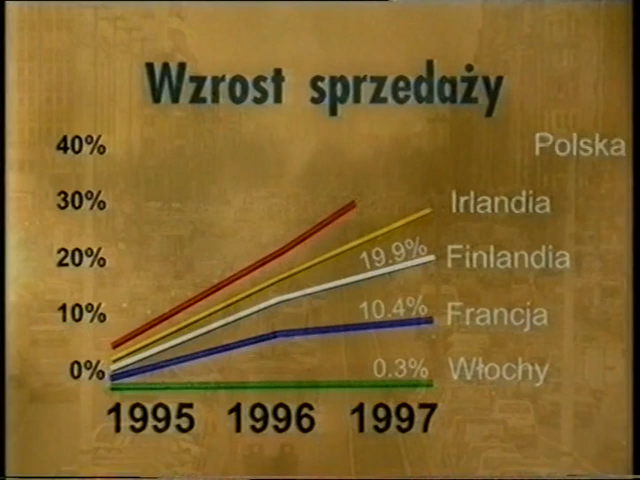 Wzrost sprzedaży
40%
Polska
30%
Irlandia
20%
19.9%
Finlandia
10%
10.4%
Francja
0%
0.3%
Włochy
1995 1996 1997